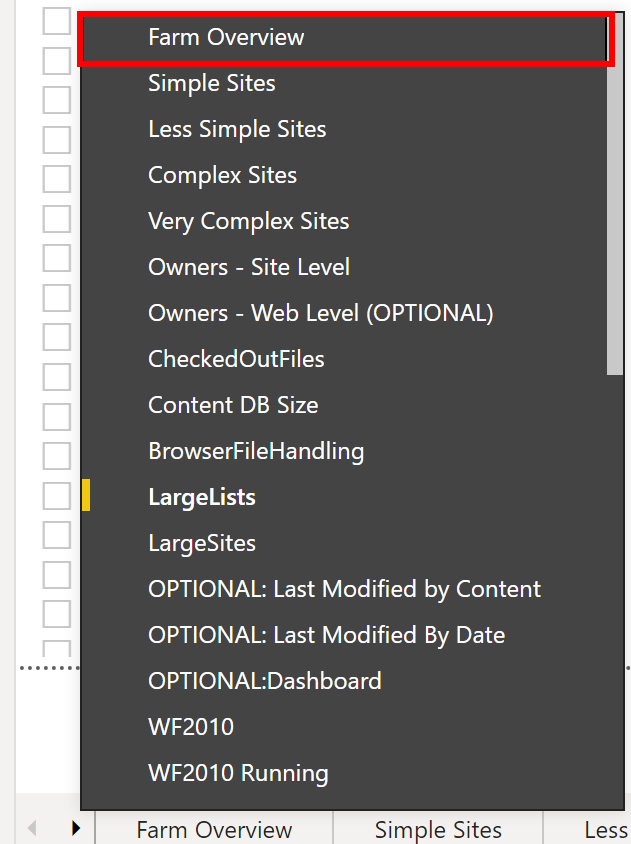 Farm Overview
Simple Sites
Less Simple Sites
Complex Sites
Very Complex Sites
Owners - Site Level
Owners - Web Level (OPTIONAL)
CheckedOutFiles
Content DB Size
BrowserFileHandling
LargeLists
LargeSites
OPTIONAL: Last Modified by Content
OPTIONAL: Last Modified By Date
OPTIONAL:Dashboard
WF2010
WF2010 Running
Farm Overview Simple Sites Less